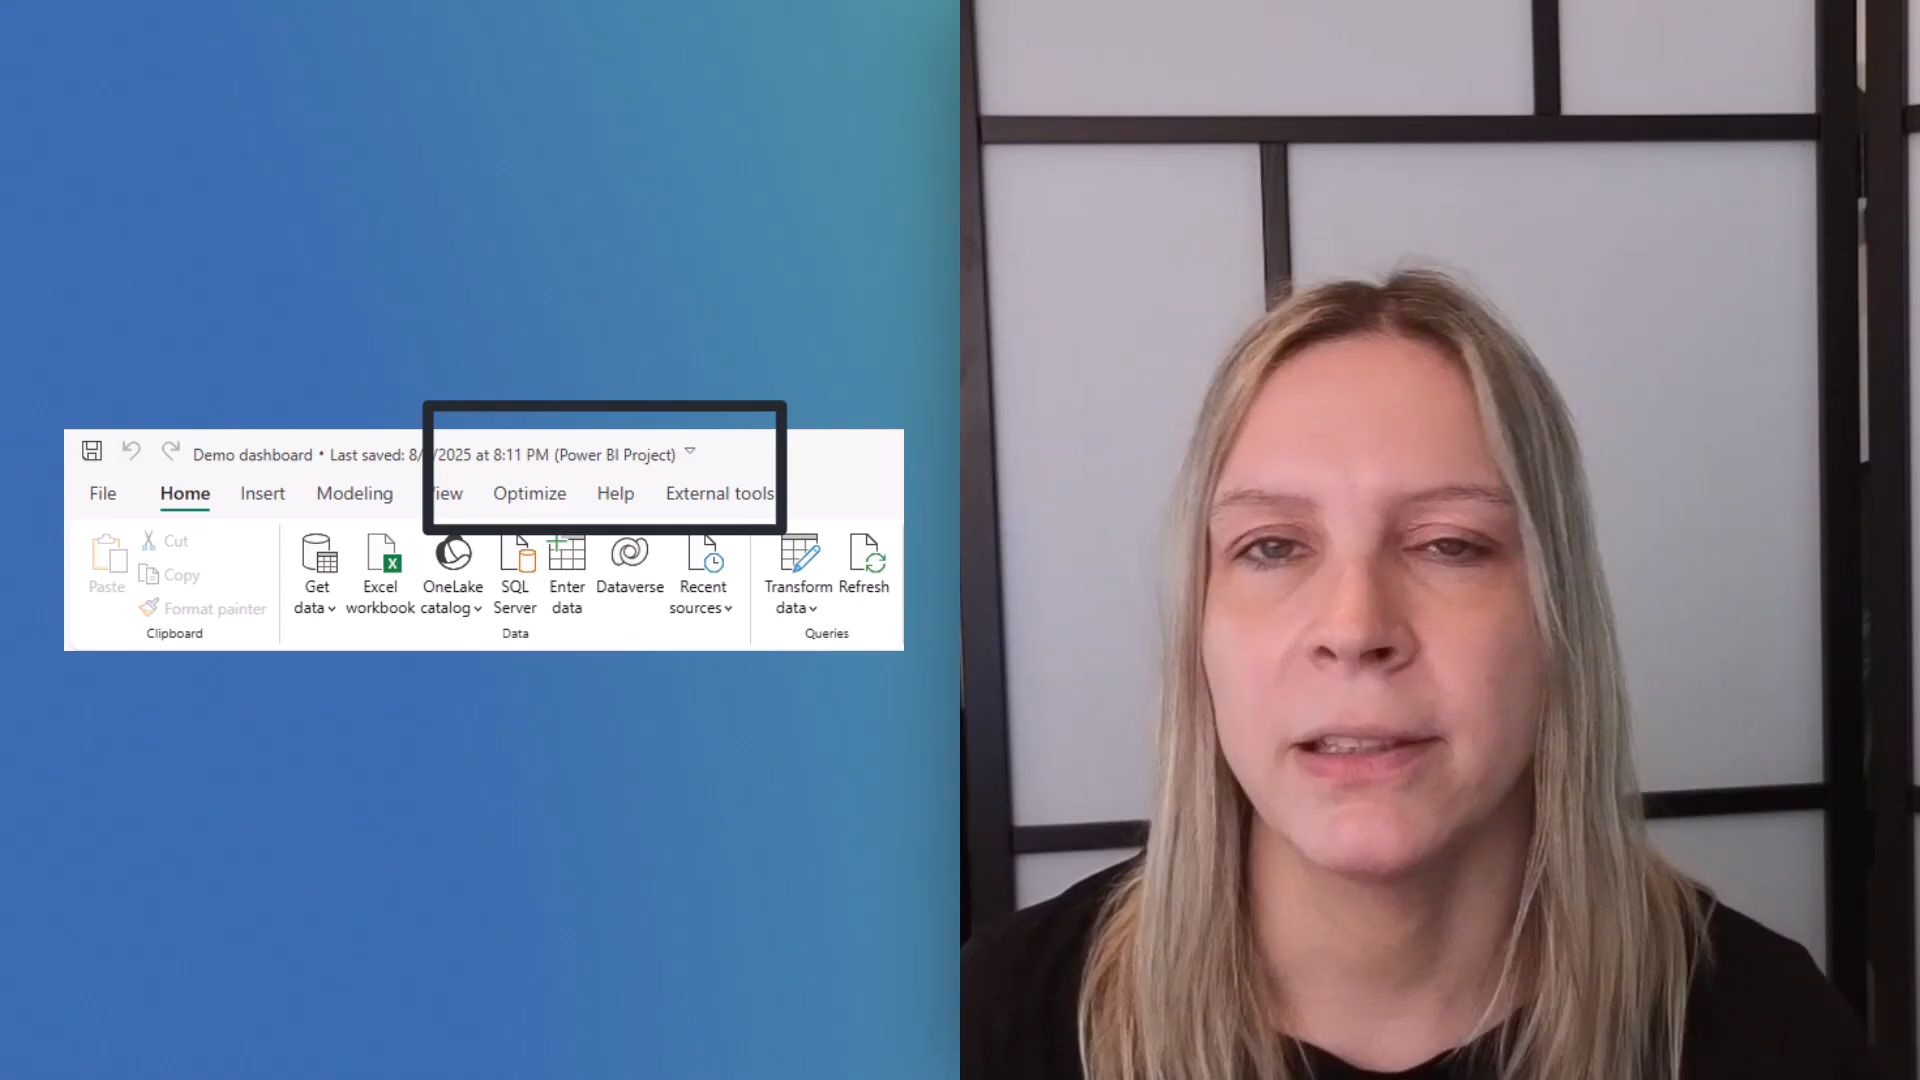 Demo dashboard • Last saved: 8/ /2025 at 8:11 PM (Power BI Project)
File Home Insert Modeling View Optimize Help External tools
Paste
Cut
Copy
Format painter
Clipboard
Get data
Excel workbook
OneLake catalog
SQL Server
Enter data
Dataverse
Recent sources
Data
Transform data
Refresh
Queries